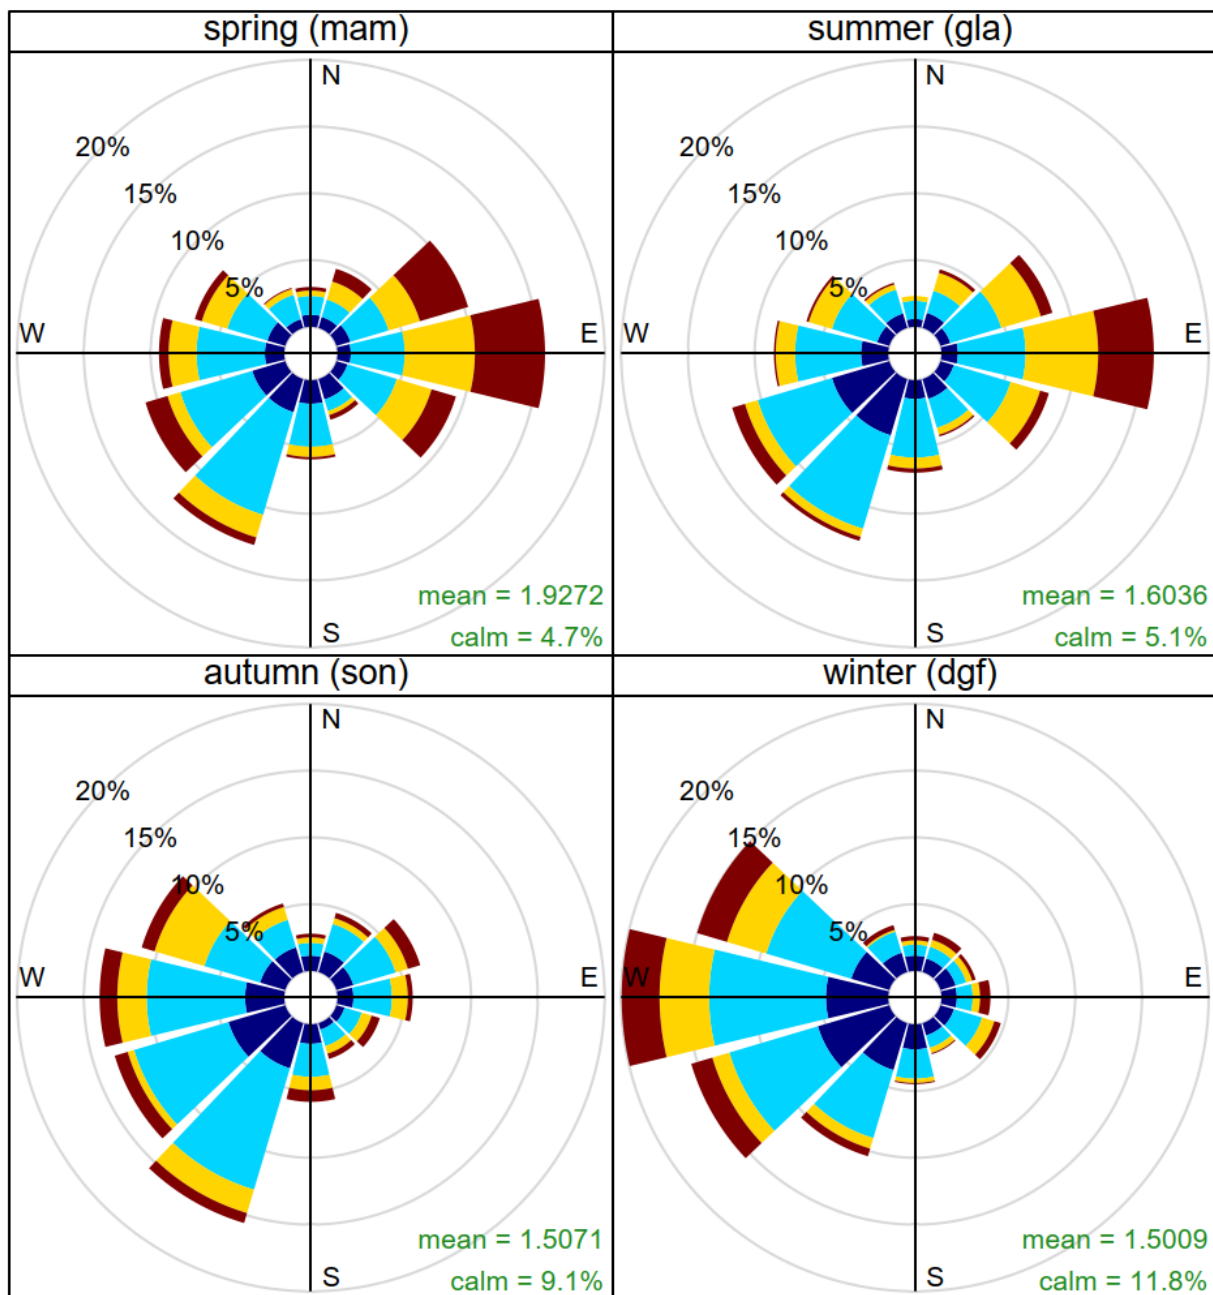 spring (mam)
N
20%
15%
10%
5%
W
E
S
mean = 1.9272
calm = 4.7%
summer (gla)
N
20%
15%
10%
5%
W
E
S
mean = 1.6036
calm = 5.1%
autumn (son)
N
20%
15%
10%
5%
W
E
S
mean = 1.5071
calm = 9.1%
winter (dgf)
N
20%
15%
10%
5%
W
E
S
mean = 1.5009
calm = 11.8%